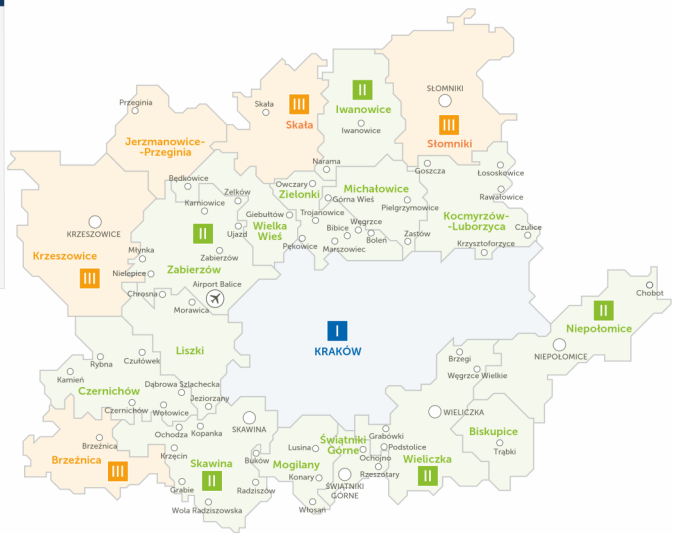 SŁOMNIKI
II
Iwanowice
Iwanowice
III
Słomniki
Skała
III
Skała
Przeginia
Jerzmanowice-
-Przeginia
Narama
Goszcza
Łososkowice
Rawałowice
Będkowice
Karniowice
Zelków
Owczary
Zielonki
Górna Wieś
Michałowice
Pielgrzymowice
Giebułtów
Trojanowice
Bibice
Węgrzce
Boleń
Zastów
Kocmyrzów-
-Luborzyca
Czulice
Krzysztoforzyce
KRZESZOWICE
Krzeszowice
III
II
Ujazd
Wielka
Wieś
Pękowice
Marszowiec
Młynka
Nielepice
Zabierzów
Zabierzów
Airport Balice
Chrosna
Morawica
Chobot
II
Niepołomice
NIEPOŁOMICE
I
KRAKÓW
Liszki
Rybna
Czułówek
Kamień
Czernichów
Czernichów
Dąbrowa Szlachecka
Jeziorzany
Wołowice
Brzegi
Węgrzce Wielkie
WIELICZKA
Biskupice
Trąbki
SKAWINA
Ochodza
Kopanka
Brzeźnica
Brzeźnica
III
Krzęcin
Skawina
II
Grabie
Wola Radziszowska
Buków
Radziszów
Lusina
Mogilany
Konary
Włosań
Świątniki
Górne
ŚWIĄTNIKI
GÓRNE
Grabówki
Podstolice
Ochojno
Rzeszotary
Wieliczka
II